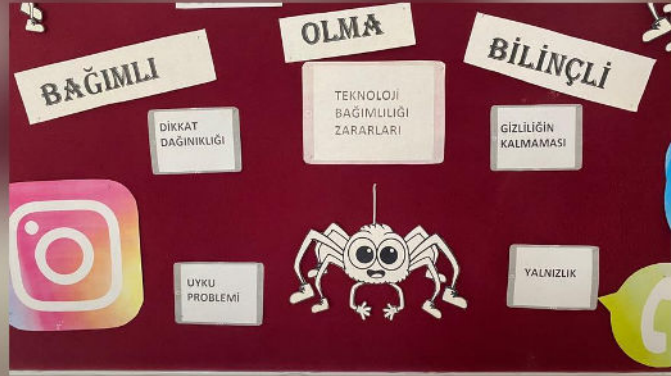 BAĞIMLI
OLMA
BİLİNÇLİ
TEKNOLOJİ
BAĞIMLILIĞI
ZARARLARI
DİKKAT
DAĞINIKLIĞI
GİZLİLİĞİN
KALMAMASI
UYKU
PROBLEMİ
YALNIZLIK